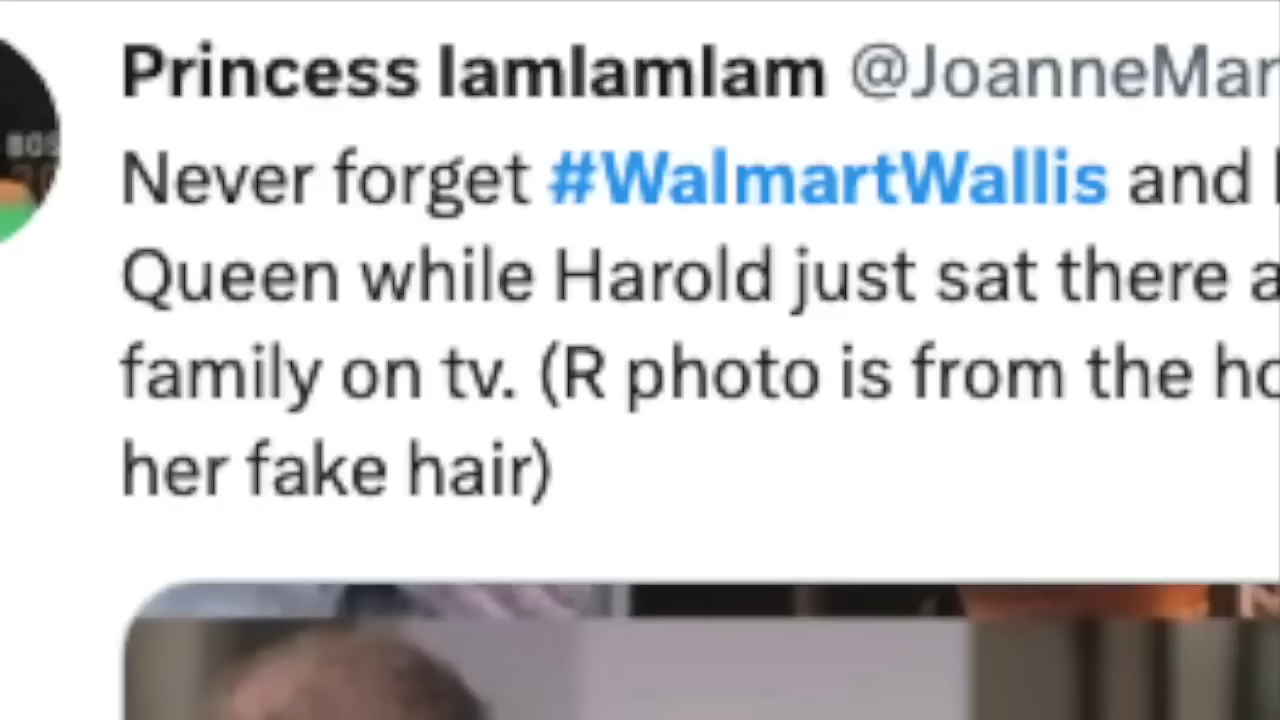 Princess IamIamIam @JoanneMar
Never forget #WalmartWallis and
Queen while Harold just sat there a
family on tv. (R photo is from the ho
her fake hair)